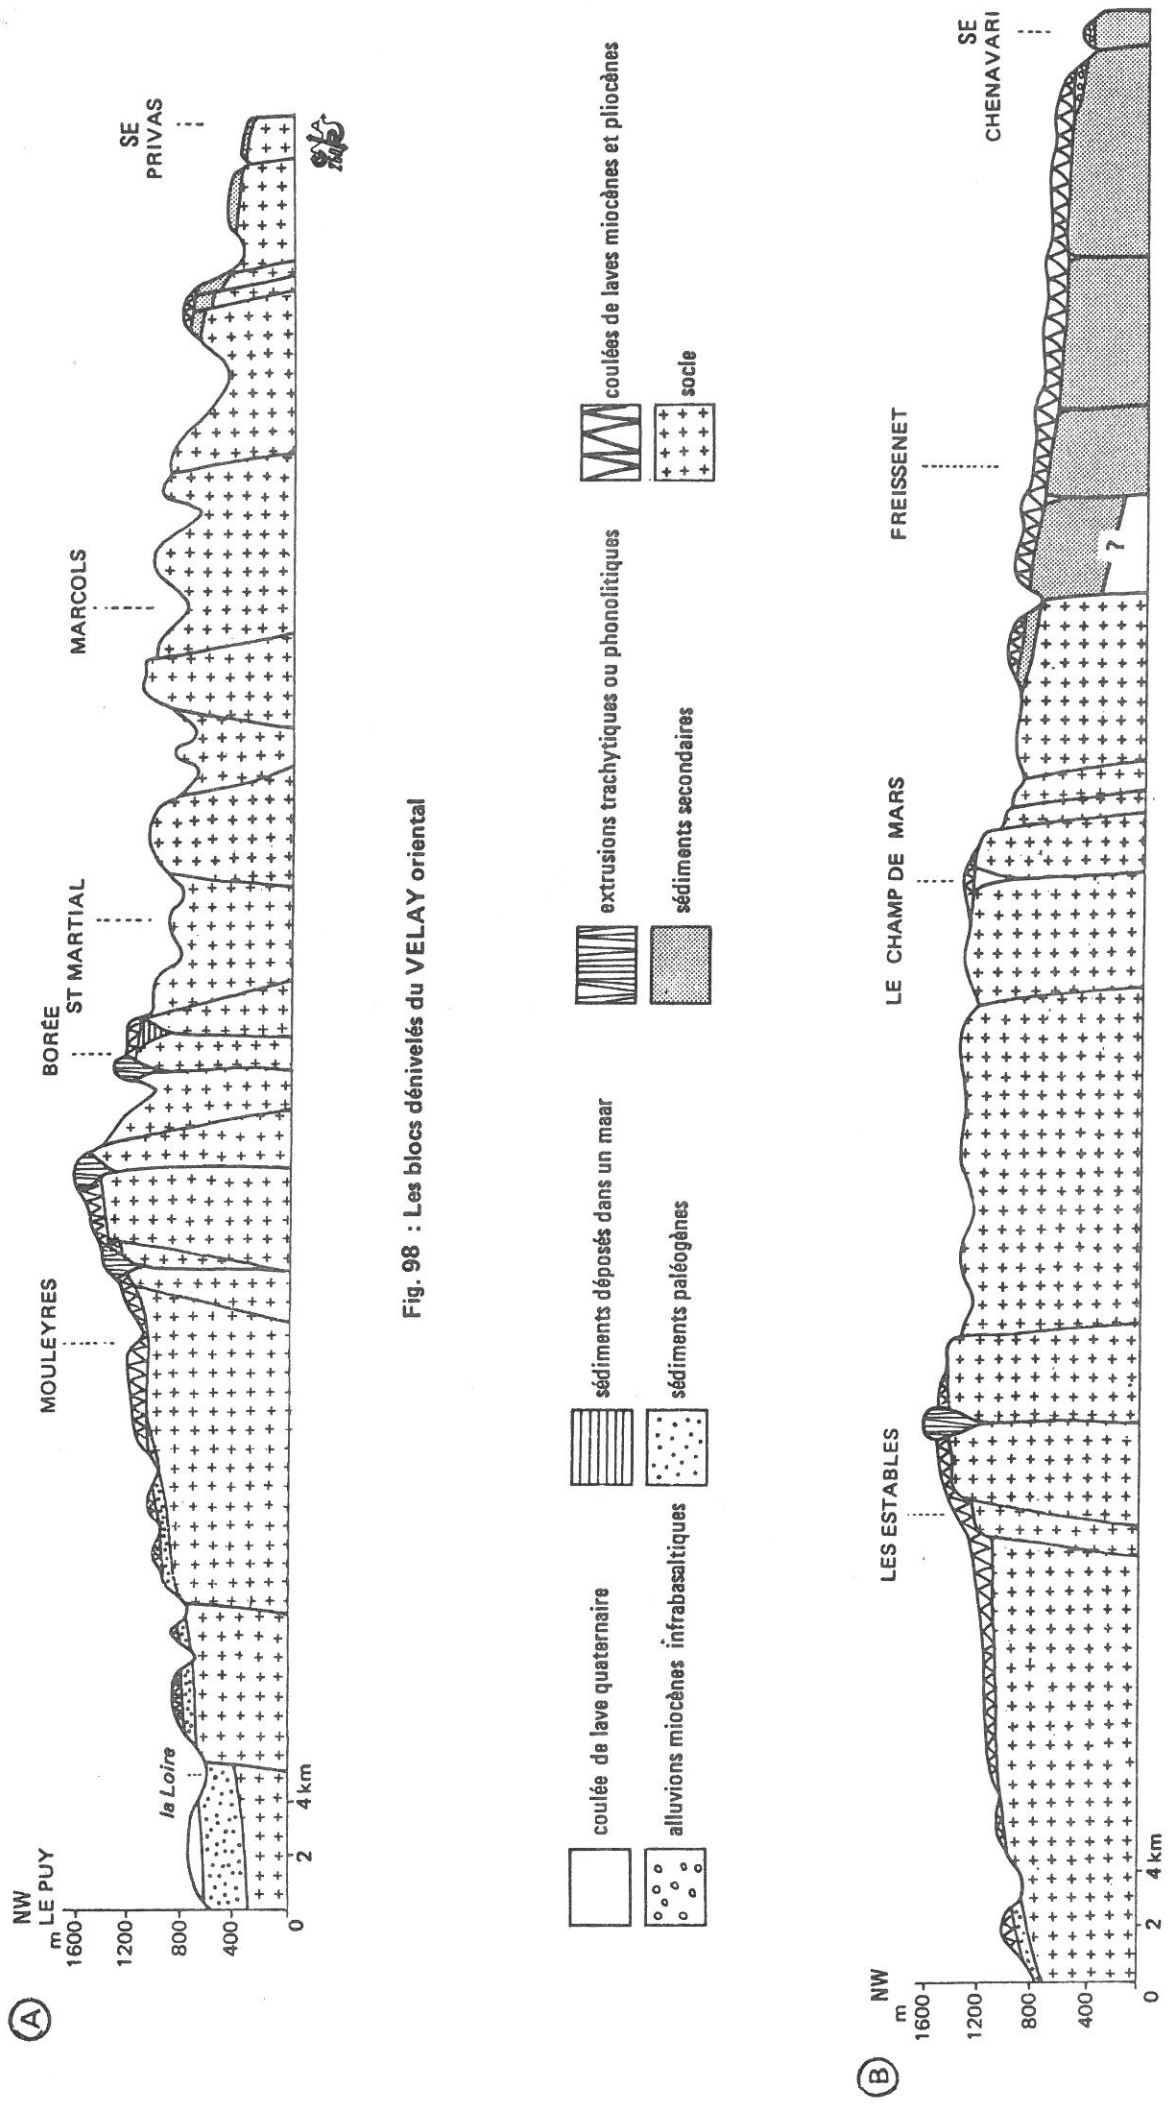 A
NW
SE
m
LE PUY
MOULEYRES
BORÉE
ST MARTIAL
MARCOLS
PRIVAS
1600
1200
800
400
0
la Loire
2
4 km
Fig. 98 : Les blocs dénivelés du VELAY oriental
coulée de lave quaternaire
sédiments déposés dans un maar
extrusions trachytiques ou phonolitiques
coulées de laves miocènes et pliocènes
alluvions miocènes infrabasaltiques
sédiments paléogènes
sédiments secondaires
socle
B
NW
SE
m
LES ESTABLES
LE CHAMP DE MARS
FREISSENET
CHENAVARI
1600
1200
800
400
0
?
2
4 km